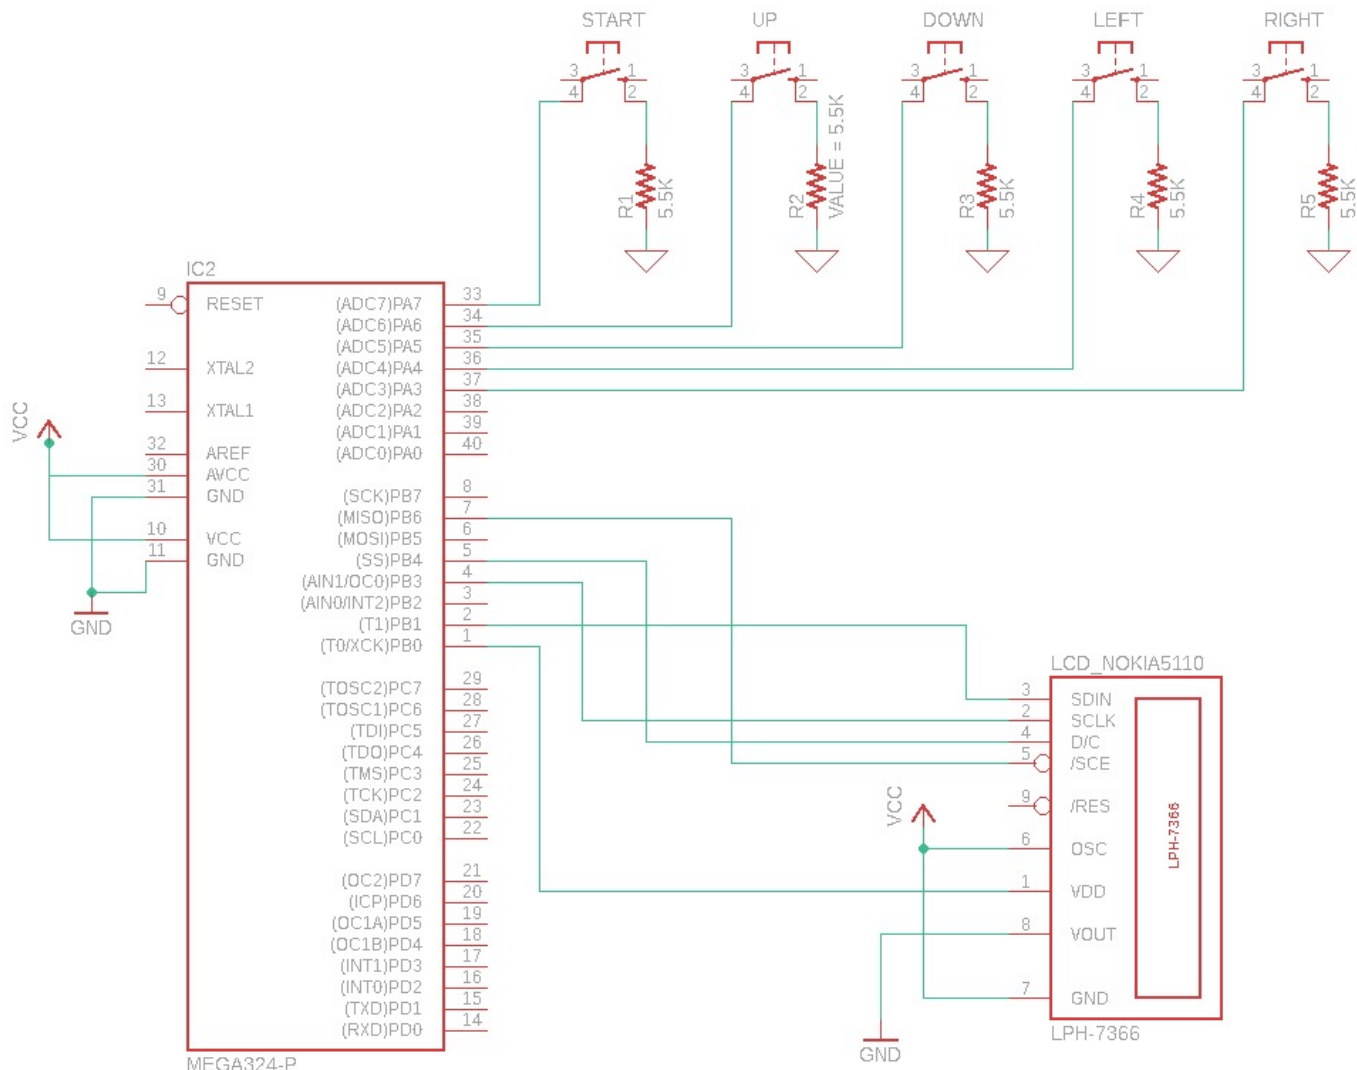 START UP DOWN LEFT RIGHT
3 1 3 1 3 1 3 1 3 1
4 2 4 2 4 2 4 2 4 2
R1 5.5K
R2 VALUE = 5.5K
R3 5.5K
R4 5.5K
R5 5.5K
IC2
9 RESET
12 XTAL2
13 XTAL1
VCC
32 AREF
30 AVCC
31 GND
10 VCC
11 GND
GND
(ADC7)PA7 33
(ADC6)PA6 34
(ADC5)PA5 35
(ADC4)PA4 36
(ADC3)PA3 37
(ADC2)PA2 38
(ADC1)PA1 39
(ADC0)PA0 40
(SCK)PB7 8
(MISO)PB6 7
(MOSI)PB5 6
(SS)PB4 5
(AIN1/OC0)PB3 4
(AIN0/INT2)PB2 3
(T1)PB1 2
(T0/XCK)PB0 1
(TOSC2)PC7 29
(TOSC1)PC6 28
(TDI)PC5 27
(TDO)PC4 26
(TMS)PC3 25
(TCK)PC2 24
(SDA)PC1 23
(SCL)PC0 22
(OC2)PD7 21
(ICP)PD6 20
(OC1A)PD5 19
(OC1B)PD4 18
(INT1)PD3 17
(INT0)PD2 16
(TXD)PD1 15
(RXD)PD0 14
MEGA324-P
LCD_NOKIA5110
3 SDIN
2 SCLK
4 D/C
5 /SCE
9 /RES
VCC
6 OSC
1 VDD
8 VOUT
7 GND
LPH-7366
LPH-7366
GND